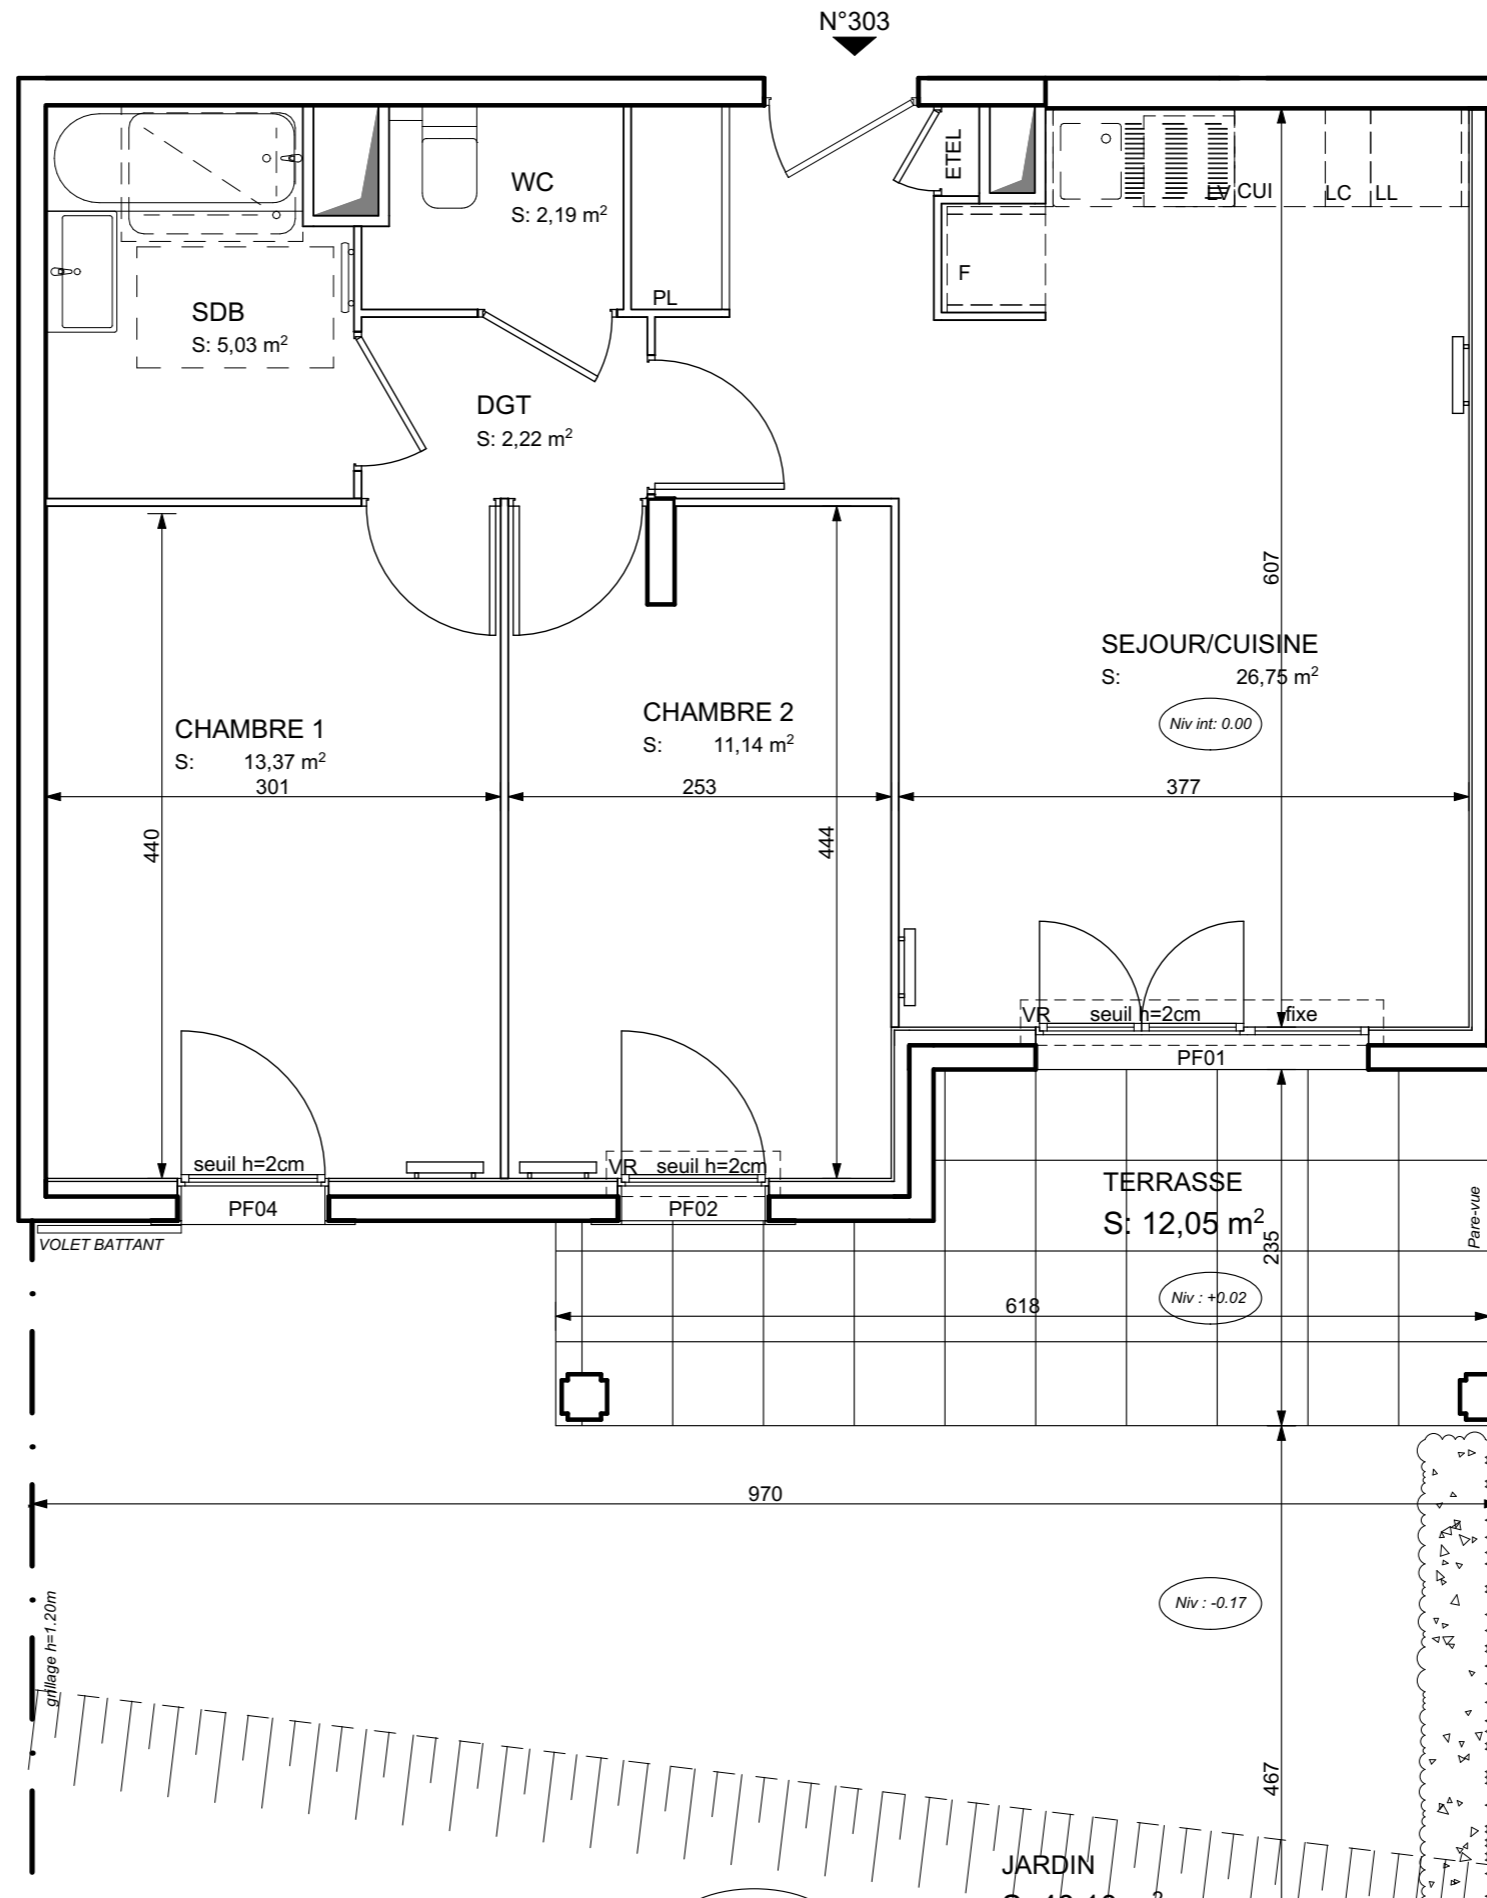 N°303
ETEL
WC
S: 2,19 m²
LV CUI
LC
LL
F
PL
SDB
S: 5,03 m²
DGT
S: 2,22 m²
607
SEJOUR/CUISINE
S: 26,75 m²
Niv int: 0.00
CHAMBRE 1
S: 13,37 m²
CHAMBRE 2
S: 11,14 m²
301
253
377
440
444
VR seuil h=2cm fixe
PF01
seuil h=2cm
VR seuil h=2cm
PF04
PF02
VOLET BATTANT
TERRASSE
S: 12,05 m²
235
Pare-vue
Niv : +0.02
618
970
Niv : -0.17
grillage h=1.20m
467
JARDIN